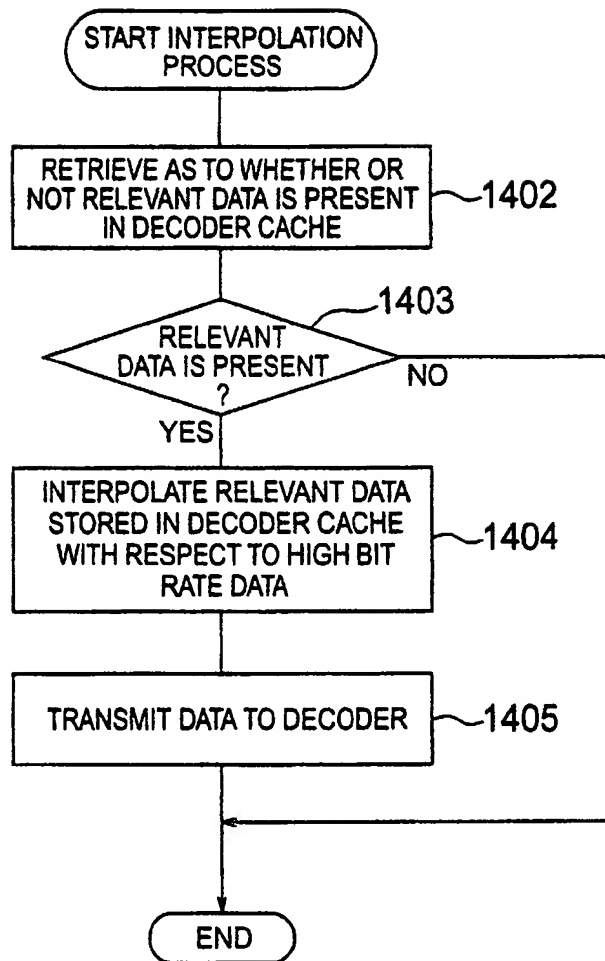 START INTERPOLATION
PROCESS
RETRIEVE AS TO WHETHER OR
NOT RELEVANT DATA IS PRESENT
IN DECODER CACHE
1402
1403
RELEVANT
DATA IS PRESENT
?
NO
YES
INTERPOLATE RELEVANT DATA
STORED IN DECODER CACHE
WITH RESPECT TO HIGH BIT
RATE DATA
1404
TRANSMIT DATA TO DECODER
1405
END